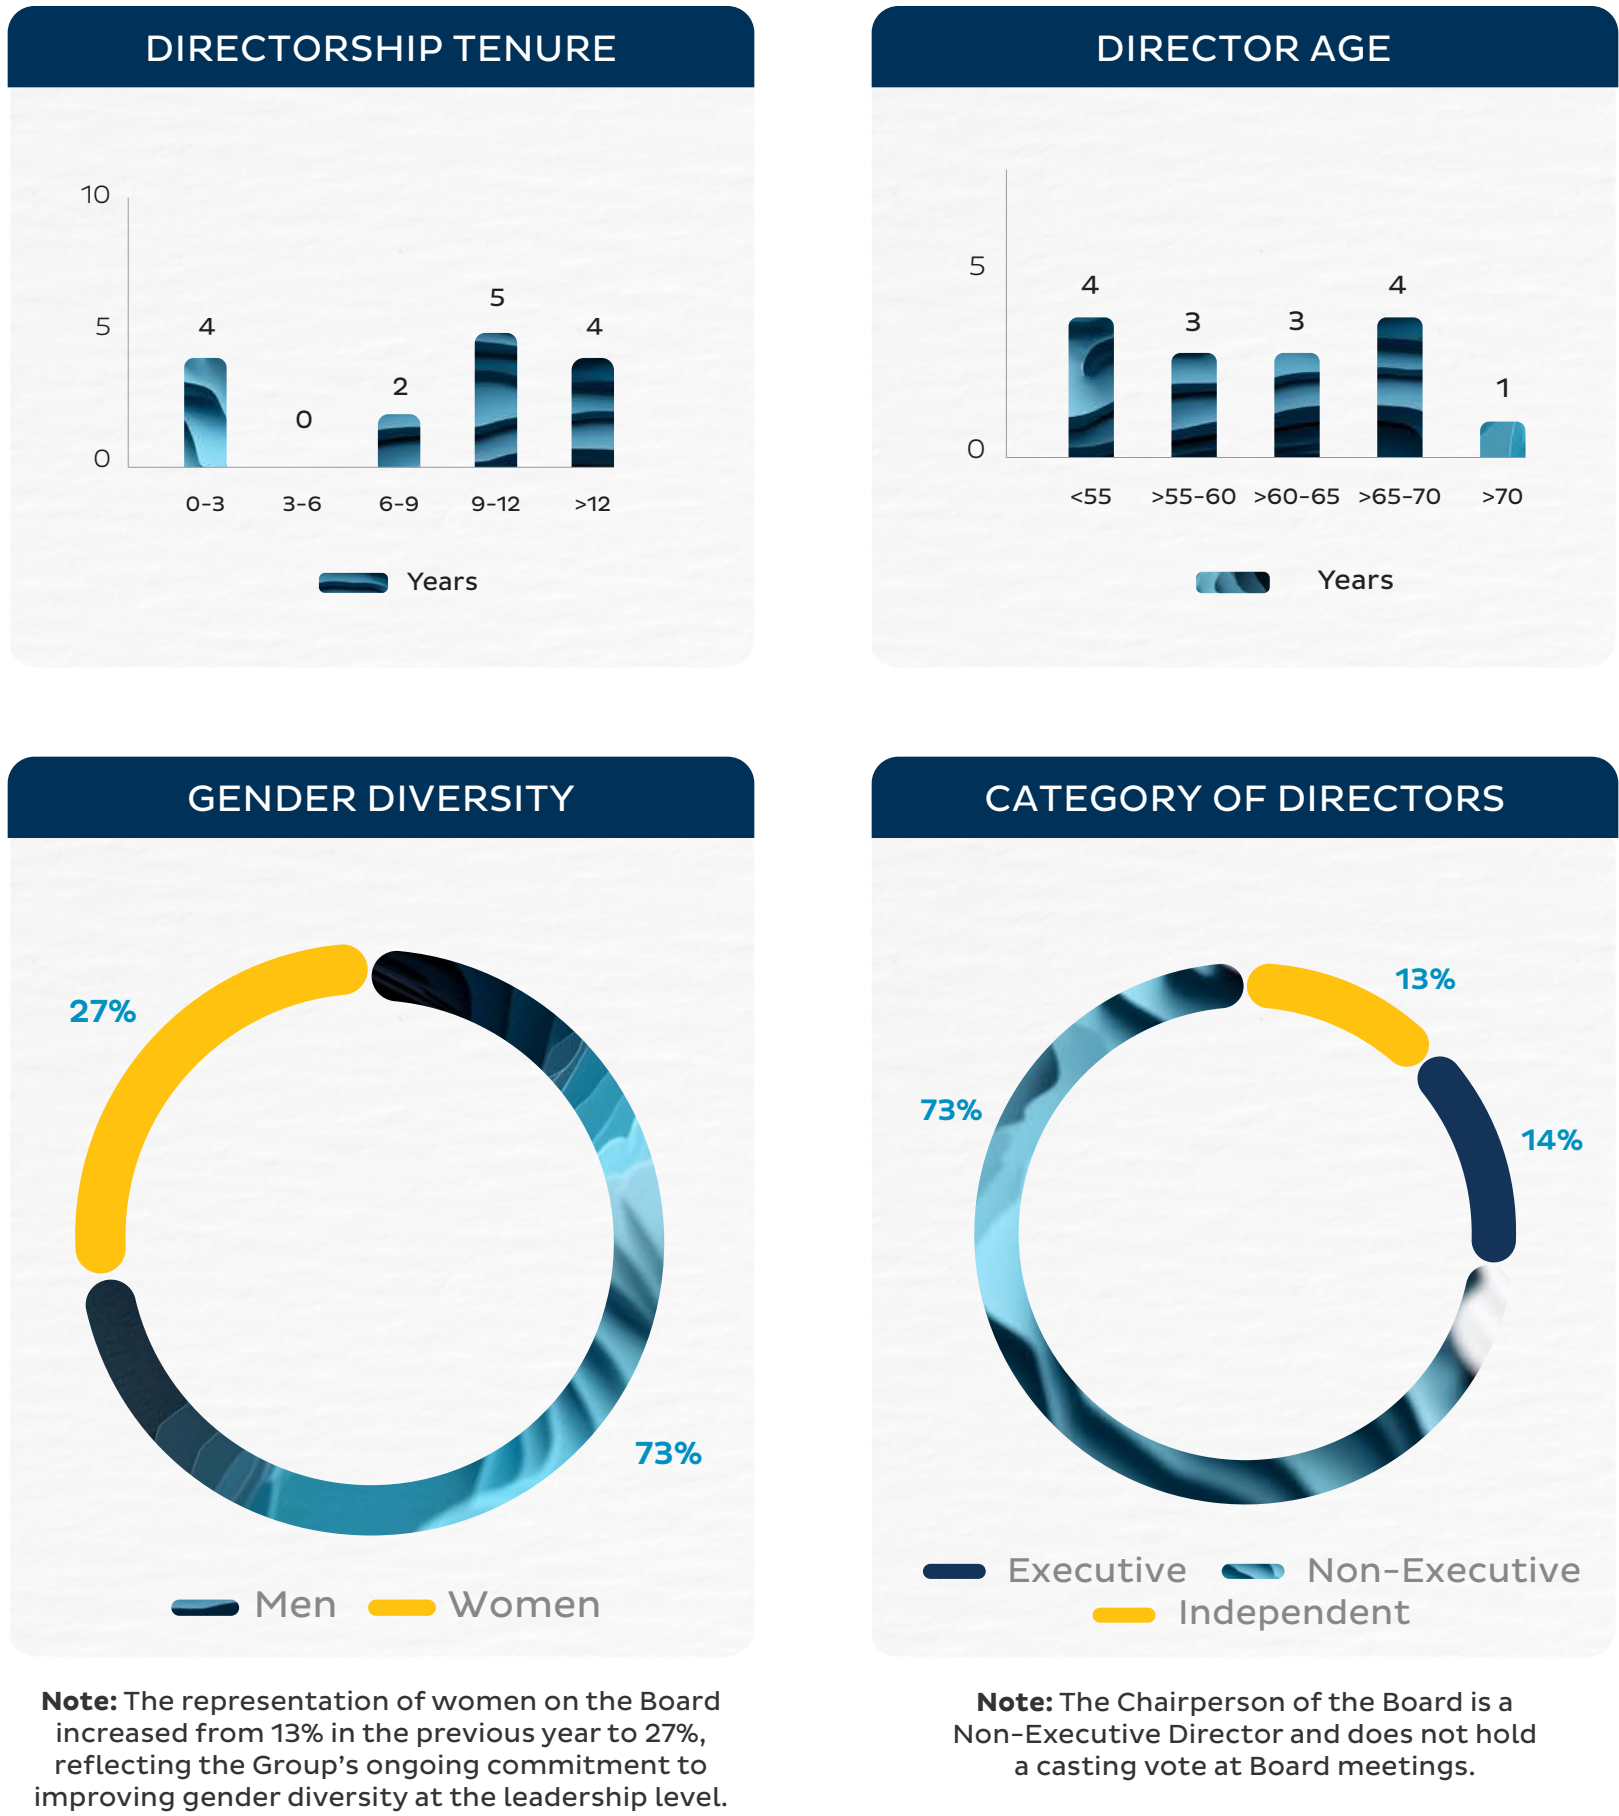 DIRECTORSHIP TENURE
10
5
0
4
0
2
5
4
0-3 3-6 6-9 9-12 >12
Years
DIRECTOR AGE
5
0
4
3
3
4
1
<55 >55-60 >60-65 >65-70 >70
Years
GENDER DIVERSITY
27%
73%
Men Women
Note: The representation of women on the Board
increased from 13% in the previous year to 27%,
reflecting the Group’s ongoing commitment to
improving gender diversity at the leadership level.
CATEGORY OF DIRECTORS
13%
73%
14%
Executive Non-Executive
Independent
Note: The Chairperson of the Board is a
Non-Executive Director and does not hold
a casting vote at Board meetings.